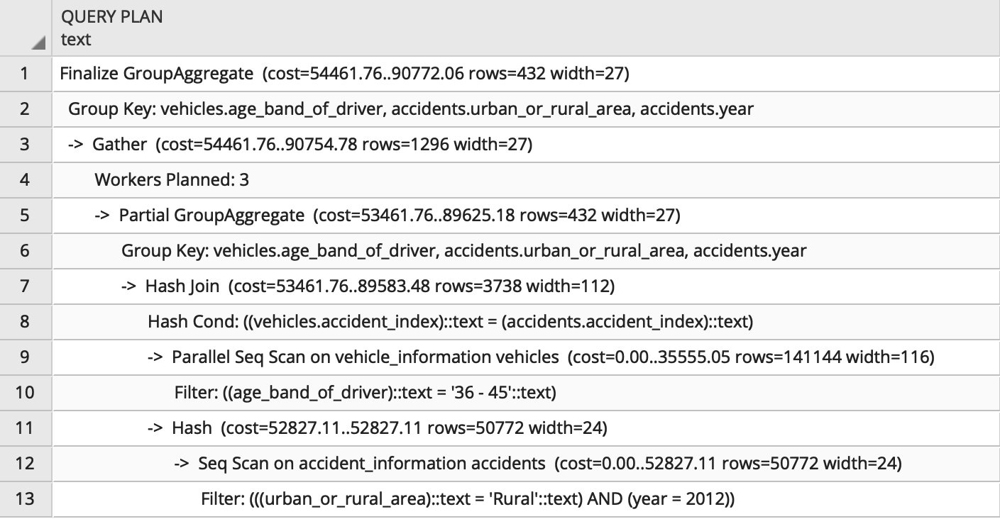 QUERY PLAN
text
1 Finalize GroupAggregate (cost=54461.76..90772.06 rows=432 width=27)
2 Group Key: vehicles.age_band_of_driver, accidents.urban_or_rural_area, accidents.year
3 -> Gather (cost=54461.76..90754.78 rows=1296 width=27)
4 Workers Planned: 3
5 -> Partial GroupAggregate (cost=53461.76..89625.18 rows=432 width=27)
6 Group Key: vehicles.age_band_of_driver, accidents.urban_or_rural_area, accidents.year
7 -> Hash Join (cost=53461.76..89583.48 rows=3738 width=112)
8 Hash Cond: ((vehicles.accident_index)::text = (accidents.accident_index)::text)
9 -> Parallel Seq Scan on vehicle_information vehicles (cost=0.00..35555.05 rows=141144 width=116)
10 Filter: ((age_band_of_driver)::text = '36 - 45'::text)
11 -> Hash (cost=52827.11..52827.11 rows=50772 width=24)
12 -> Seq Scan on accident_information accidents (cost=0.00..52827.11 rows=50772 width=24)
13 Filter: (((urban_or_rural_area)::text = 'Rural'::text) AND (year = 2012))